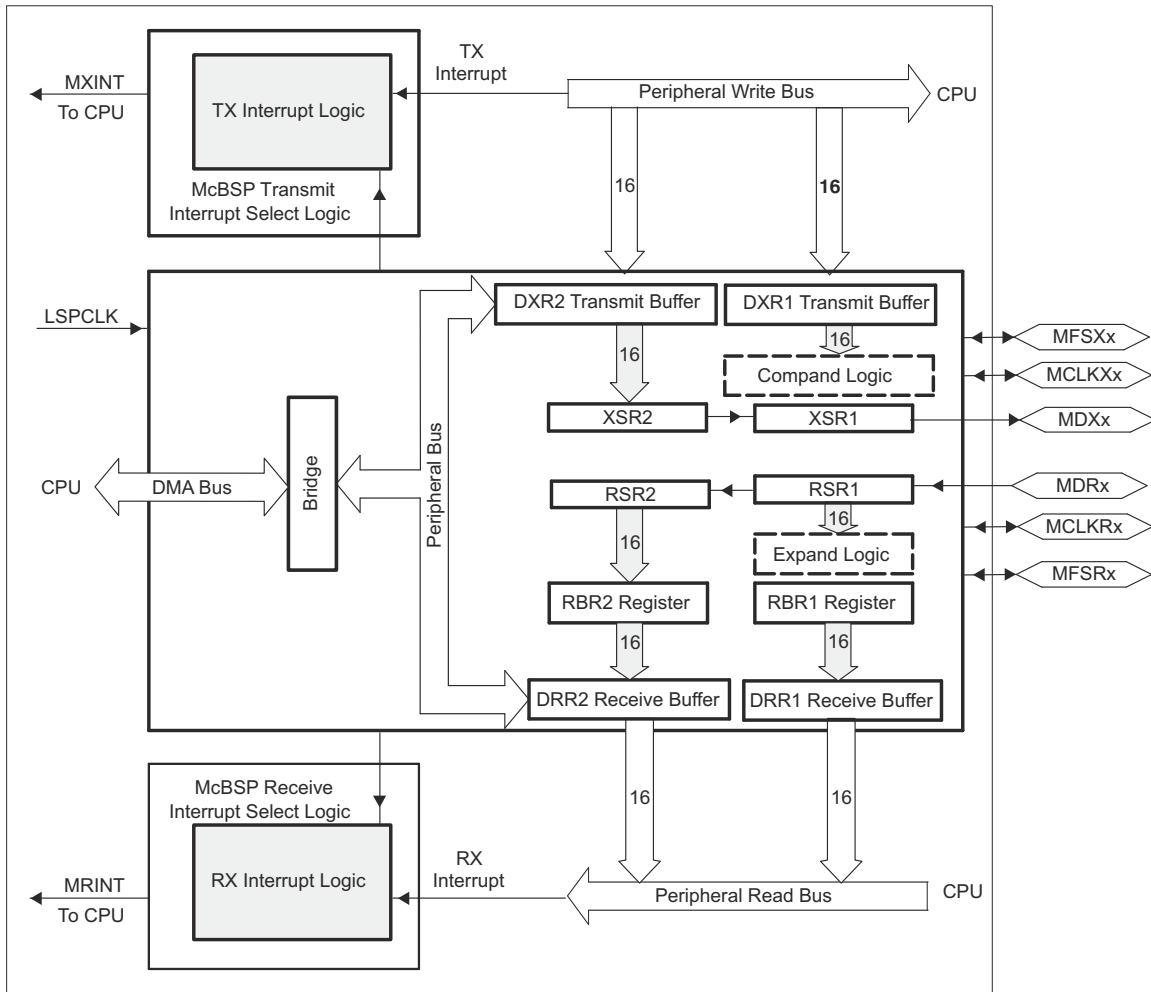 MXINT
To CPU
TX Interrupt Logic
McBSP Transmit
Interrupt Select Logic
TX
Interrupt
Peripheral Write Bus
CPU
16
16
LSPCLK
DXR2 Transmit Buffer
DXR1 Transmit Buffer
16
16
Compand Logic
XSR2
XSR1
MFSXx
MCLKXx
MDXx
CPU
DMA Bus
Bridge
Peripheral Bus
RSR2
RSR1
MDRx
16
16
Expand Logic
MCLKRx
MFSRx
RBR2 Register
RBR1 Register
16
16
DRR2 Receive Buffer
DRR1 Receive Buffer
16
16
McBSP Receive
Interrupt Select Logic
RX Interrupt Logic
MRINT
To CPU
RX
Interrupt
Peripheral Read Bus
CPU